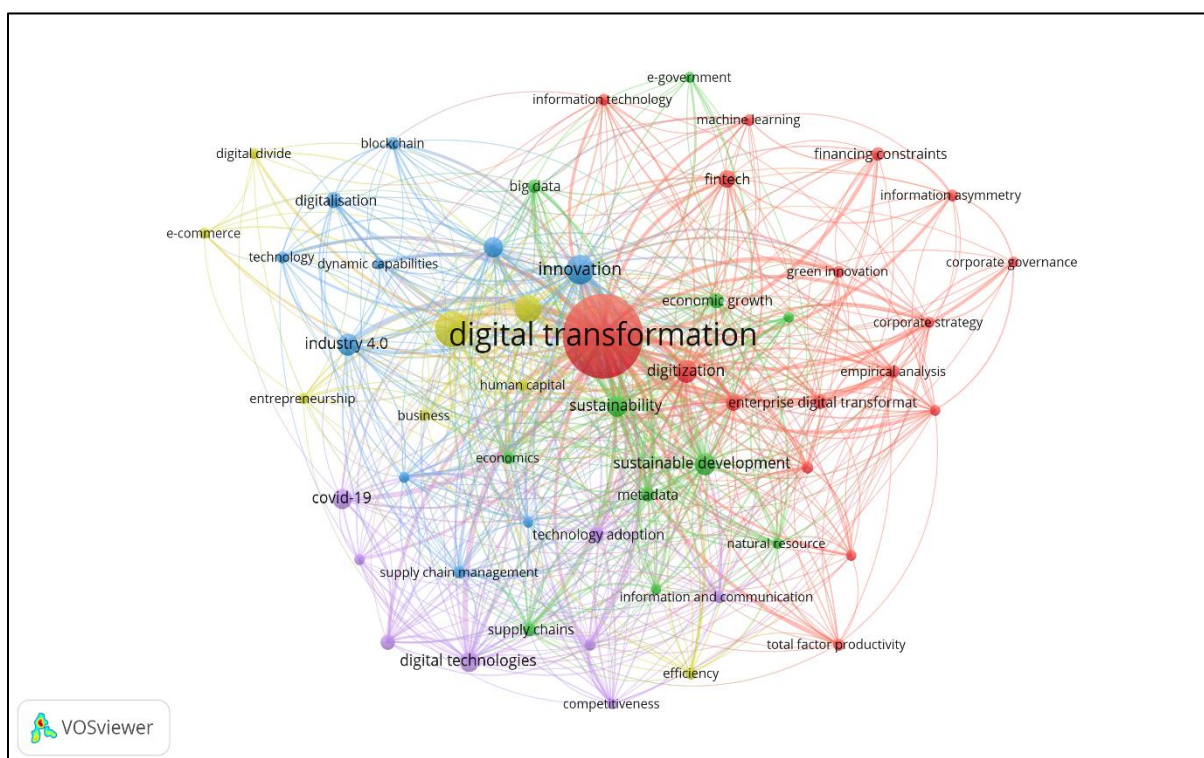 e-government
information technology
machine learning
blockchain
digital divide
financing constraints
fintech
big data
information asymmetry
digitalisation
e-commerce
technology
dynamic capabilities
innovation
green innovation
corporate governance
economic growth
corporate strategy
digital transformation
industry 4.0
digitization
empirical analysis
human capital
entrepreneurship
sustainability
enterprise digital transformat
business
economics
sustainable development
covid-19
metadata
technology adoption
natural resource
supply chain management
information and communication
supply chains
total factor productivity
digital technologies
efficiency
competitiveness
VOSviewer